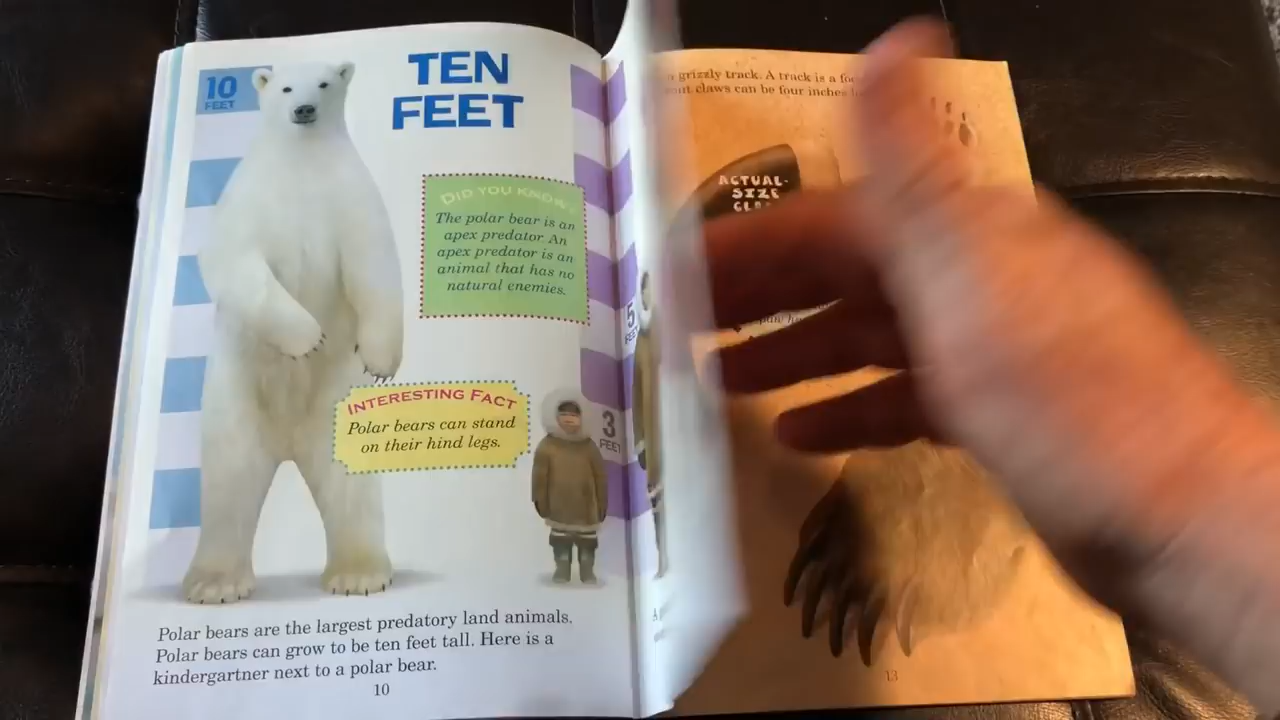 10
FEET
TEN
FEET
DID YOU KNOW?
The polar bear is an
apex predator. An
apex predator is an
animal that has no
natural enemies.
INTERESTING FACT
Polar bears can stand
on their hind legs.
3
FEET
Polar bears are the largest predatory land animals.
Polar bears can grow to be ten feet tall. Here is a
kindergartner next to a polar bear.
10
5
FEET
grizzly track. A track is a
claws can be four inches
ACTUAL-
SIZE
13